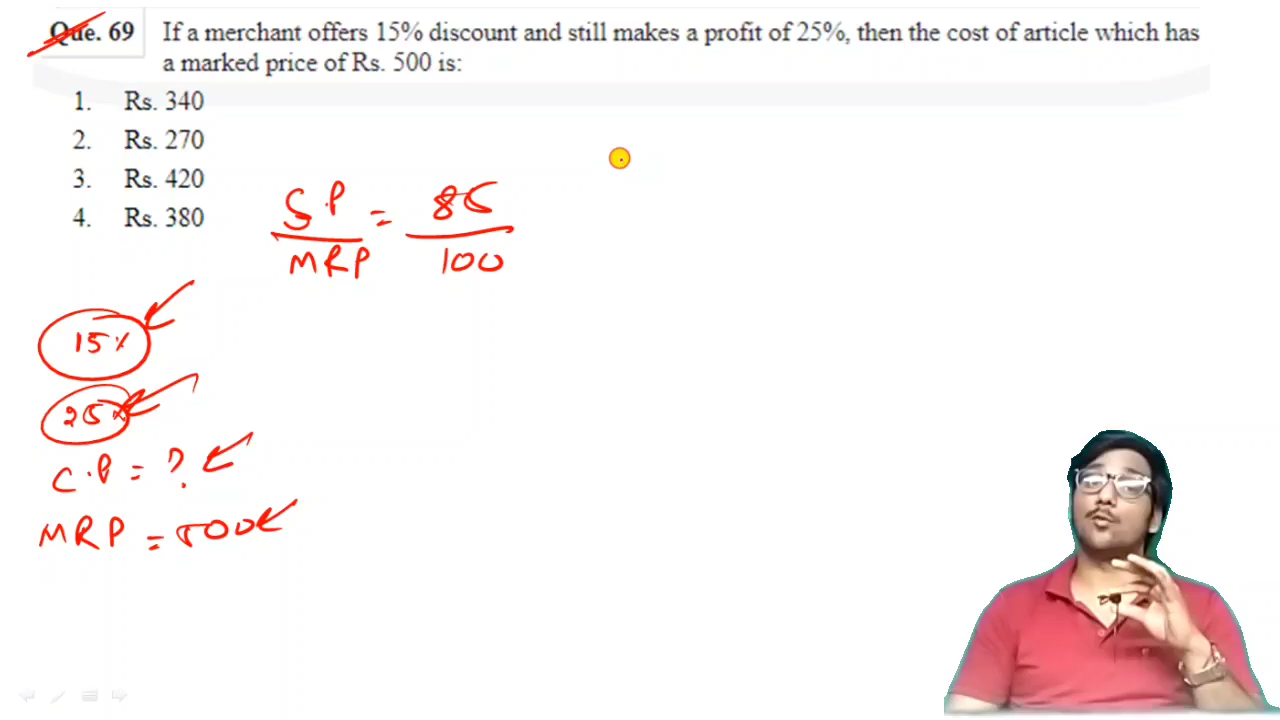 Que. 69 If a merchant offers 15% discount and still makes a profit of 25%, then the cost of article which has
a marked price of Rs. 500 is:
1. Rs. 340
2. Rs. 270
3. Rs. 420
4. Rs. 380
S.P = 85
MRP 100
15%
25%
C.P = ?
MRP = 500